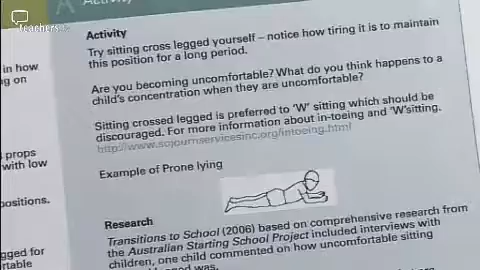 Activity
teachers
Activity
Try sitting cross legged yourself – notice how tiring it is to maintain
this position for a long period.
Are you becoming uncomfortable? What do you think happens to a
child's concentration when they are uncomfortable?
Sitting crossed legged is preferred to 'W' sitting which should be
discouraged. For more information about in-toeing and 'W'sitting.
http://www.sojournservicesinc.org/intoeing.html
Example of Prone lying
Research
Transitions to School (2006) based on comprehensive research from
the Australian Starting School Project included interviews with
children, one child commented on how uncomfortable sitting
was.
in how
on
props
with low
positions.
gged for